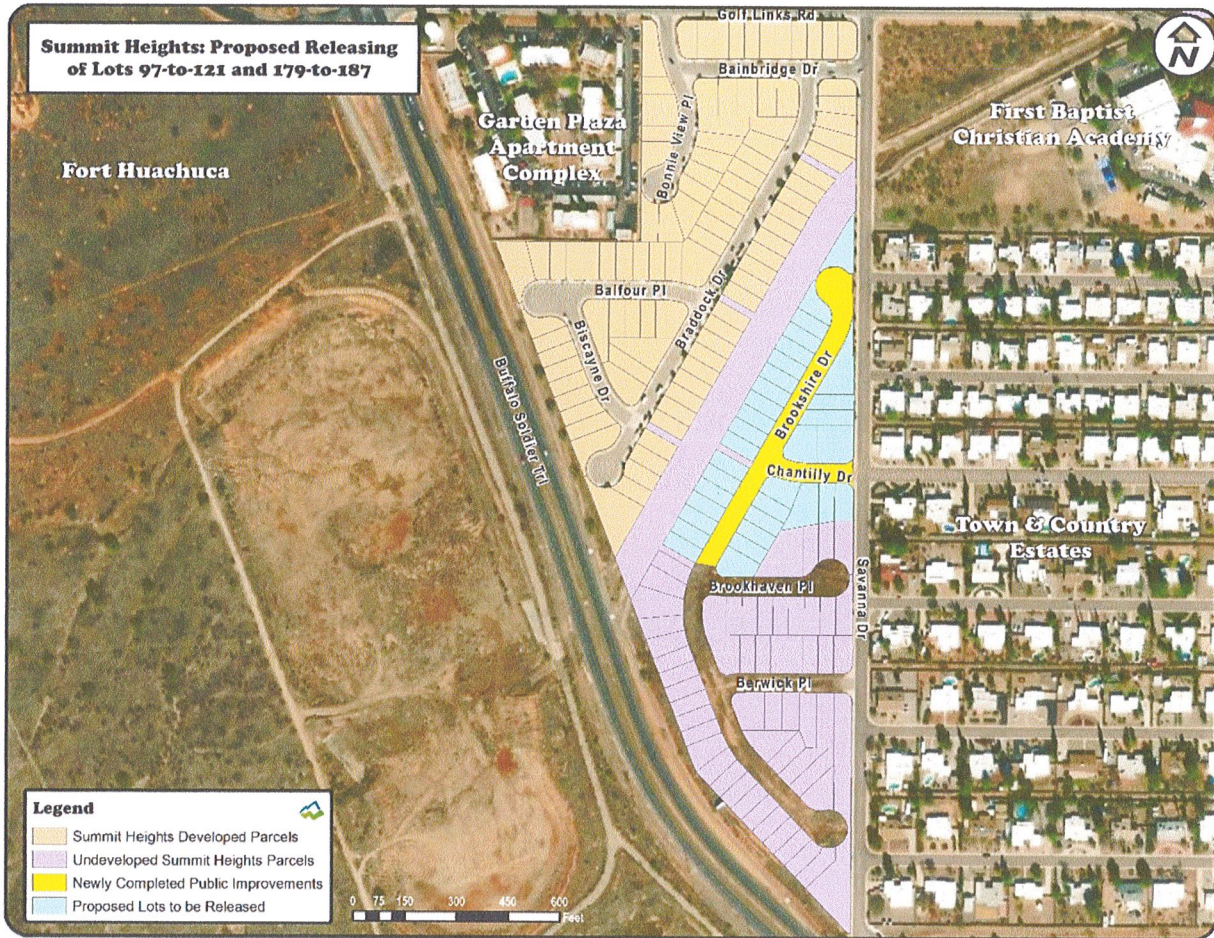 Summit Heights: Proposed Releasing
of Lots 97-to-121 and 179-to-187
Golf Links Rd
N
Bainbridge Dr
Bonnie View Pl
Garden Plaza
Apartment
Complex
First Baptist
Christian Academy
Fort Huachuca
Balfour Pl
Braddock Dr
Biscayne Dr
Buffalo Soldier Trl
Brookshire Dr
Chantilly Dr
Town & Country
Estates
Brookhaven Pl
Savanna Dr
Berwick Pl
Legend
Summit Heights Developed Parcels
Undeveloped Summit Heights Parcels
Newly Completed Public Improvements
Proposed Lots to be Released
0 75 150 300 450 600
Feet